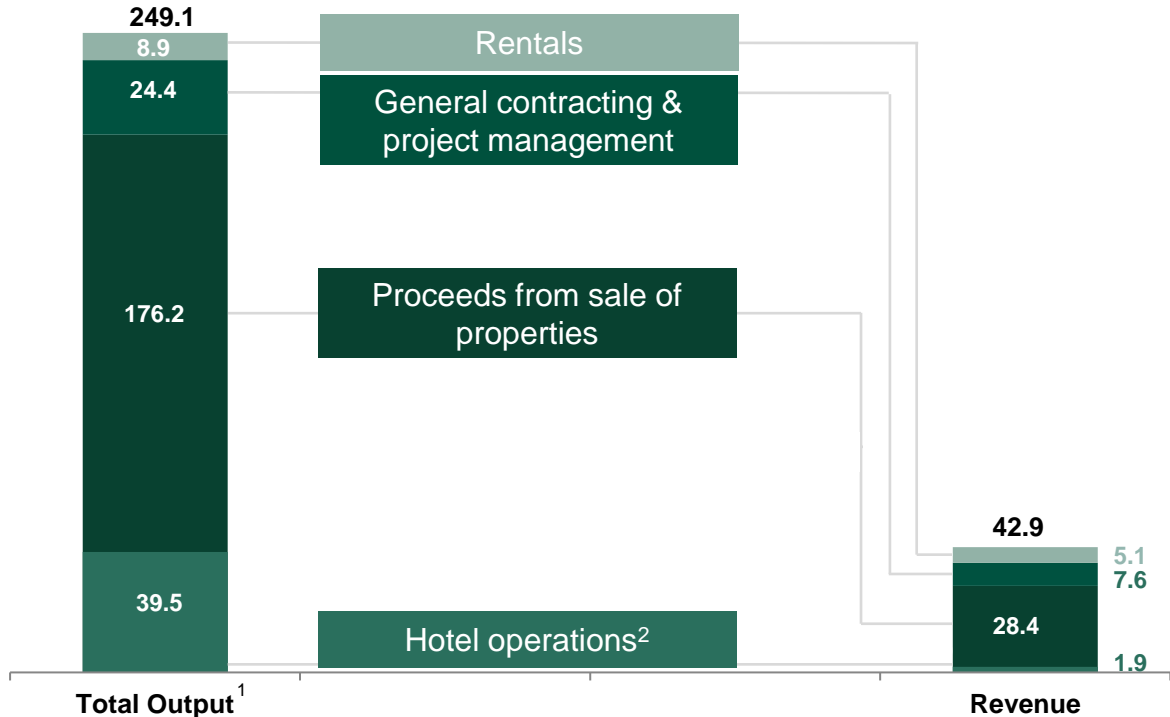 249.1
8.9
Rentals
24.4
General contracting &
project management
176.2
Proceeds from sale of
properties
42.9
5.1
7.6
39.5
28.4
Hotel operations²
1.9
Total Output¹
Revenue